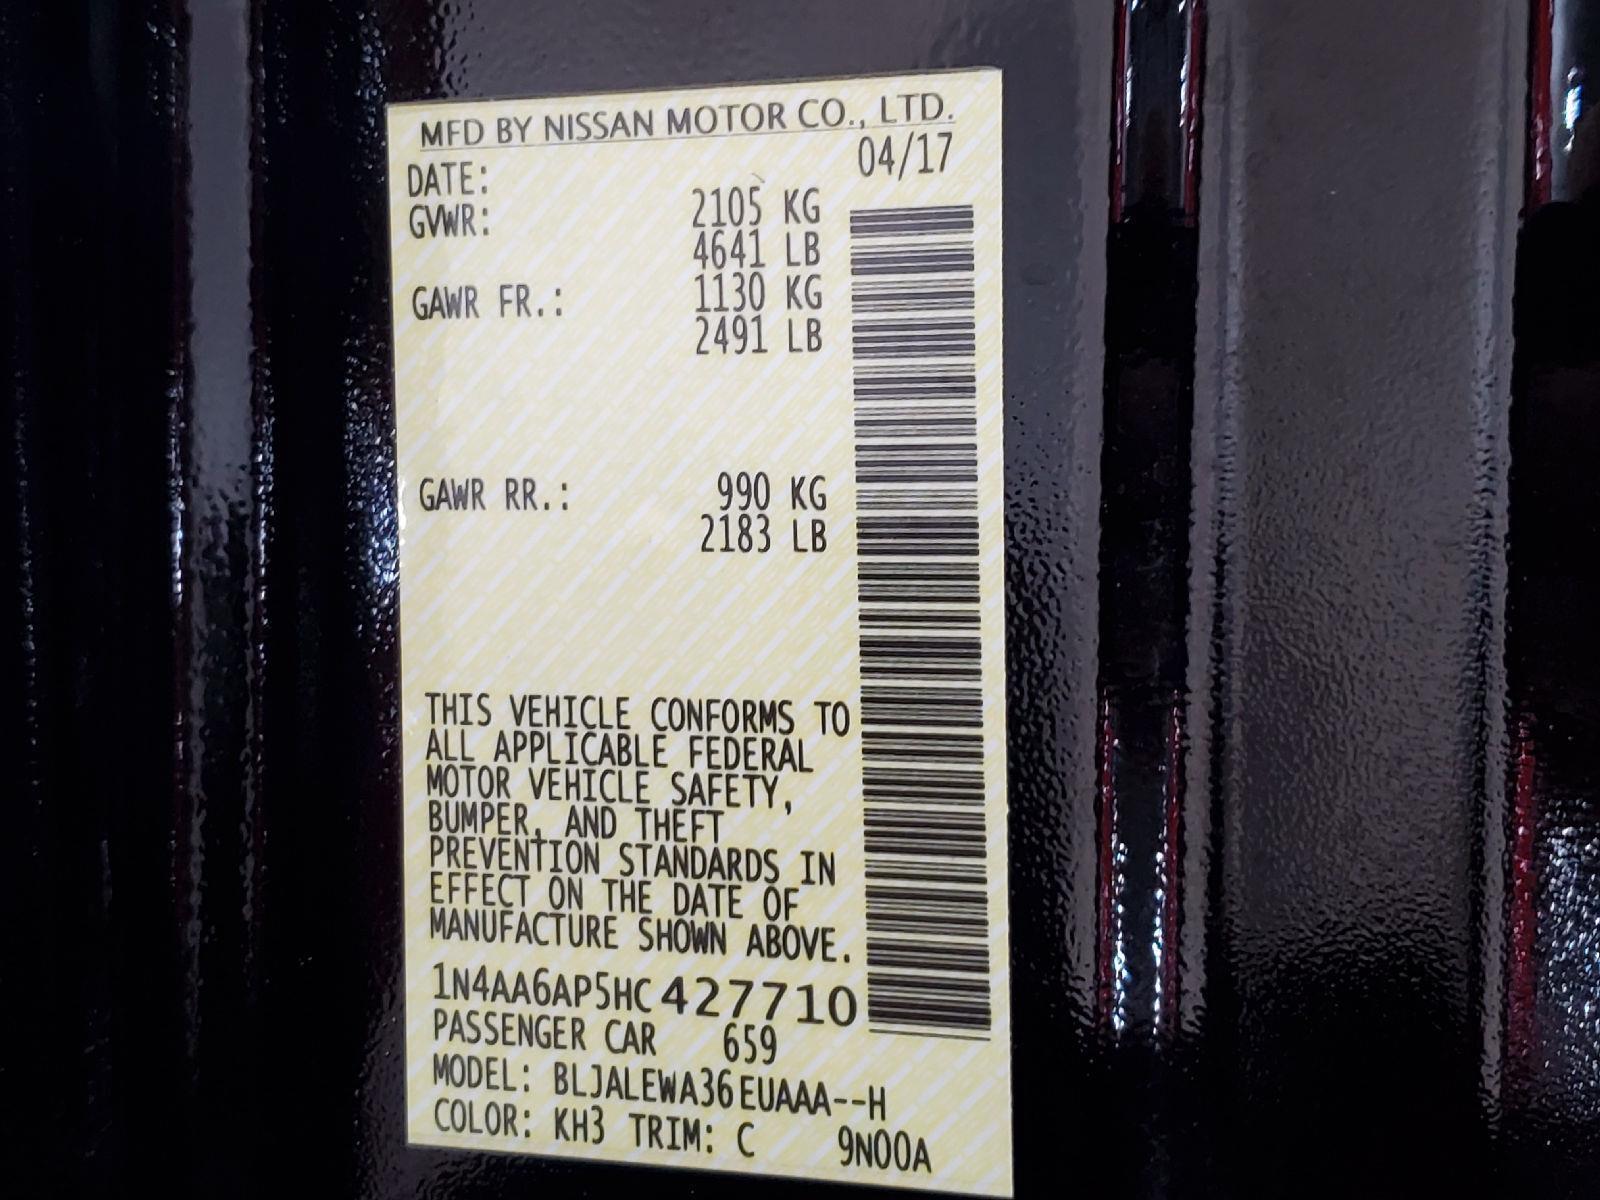 MFD BY NISSAN MOTOR CO., LTD.
DATE: 04/17
GVWR: 2105 KG
4641 LB
GAWR FR.: 1130 KG
2491 LB
GAWR RR.: 990 KG
2183 LB
THIS VEHICLE CONFORMS TO
ALL APPLICABLE FEDERAL
MOTOR VEHICLE SAFETY,
BUMPER, AND THEFT
PREVENTION STANDARDS IN
EFFECT ON THE DATE OF
MANUFACTURE SHOWN ABOVE.
1N4AA6AP5HC427710
PASSENGER CAR 659
MODEL: BLJALEWA36EUAAA--H
COLOR: KH3 TRIM: C 9N00A